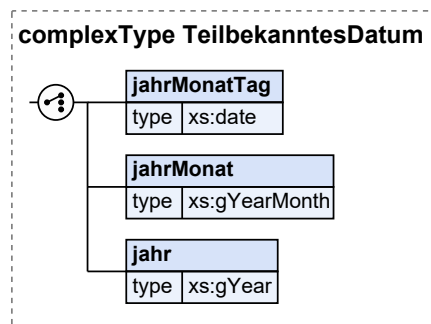 complexType TeilbekanntesDatum
jahrMonatTag
type xs:date
jahrMonat
type xs:gYearMonth
jahr
type xs:gYear